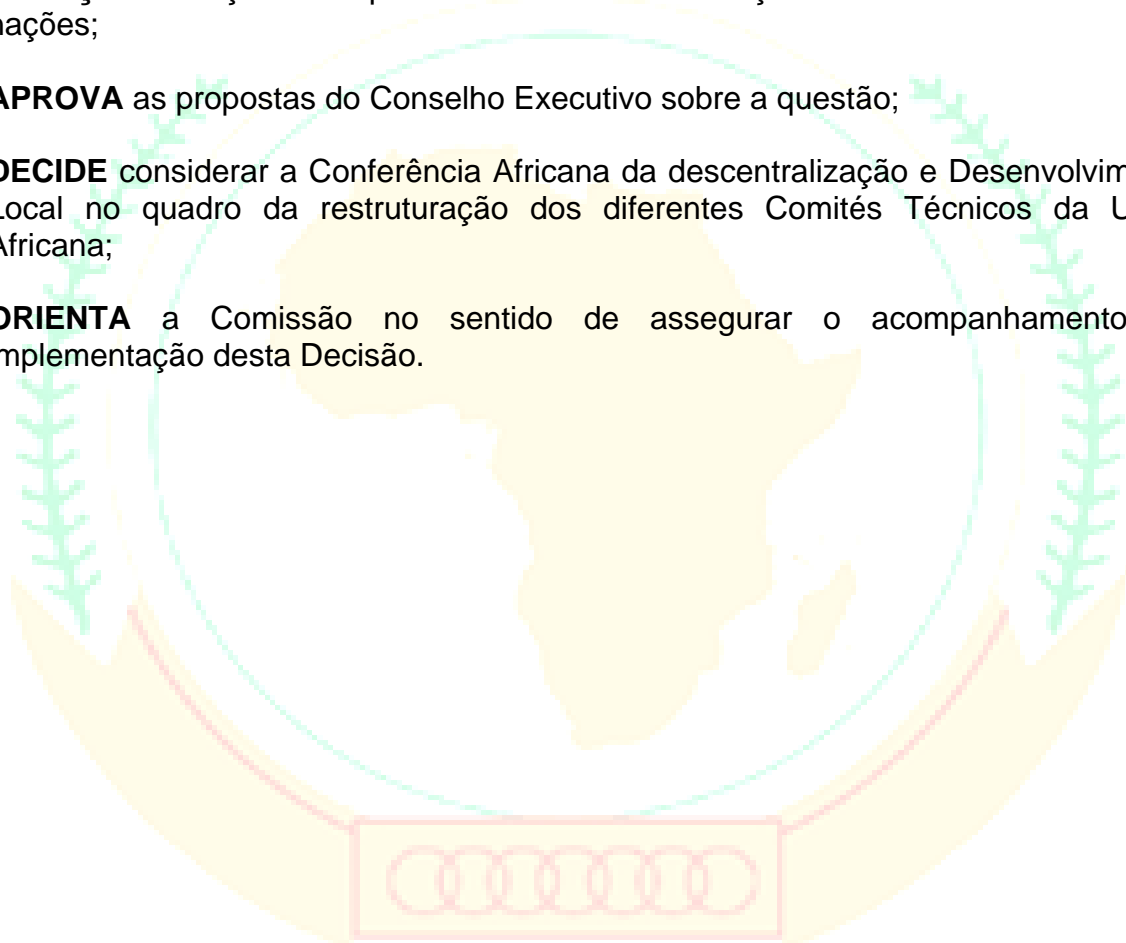 nações;
APROVA as propostas do Conselho Executivo sobre a questão;
DECIDE considerar a Conferência Africana da descentralização e Desenvolvim
Local no quadro da restruturação dos diferentes Comités Técnicos da U
Africana;
ORIENTA a Comissão no sentido de assegurar o acompanhamento
mplementação desta Decisão.